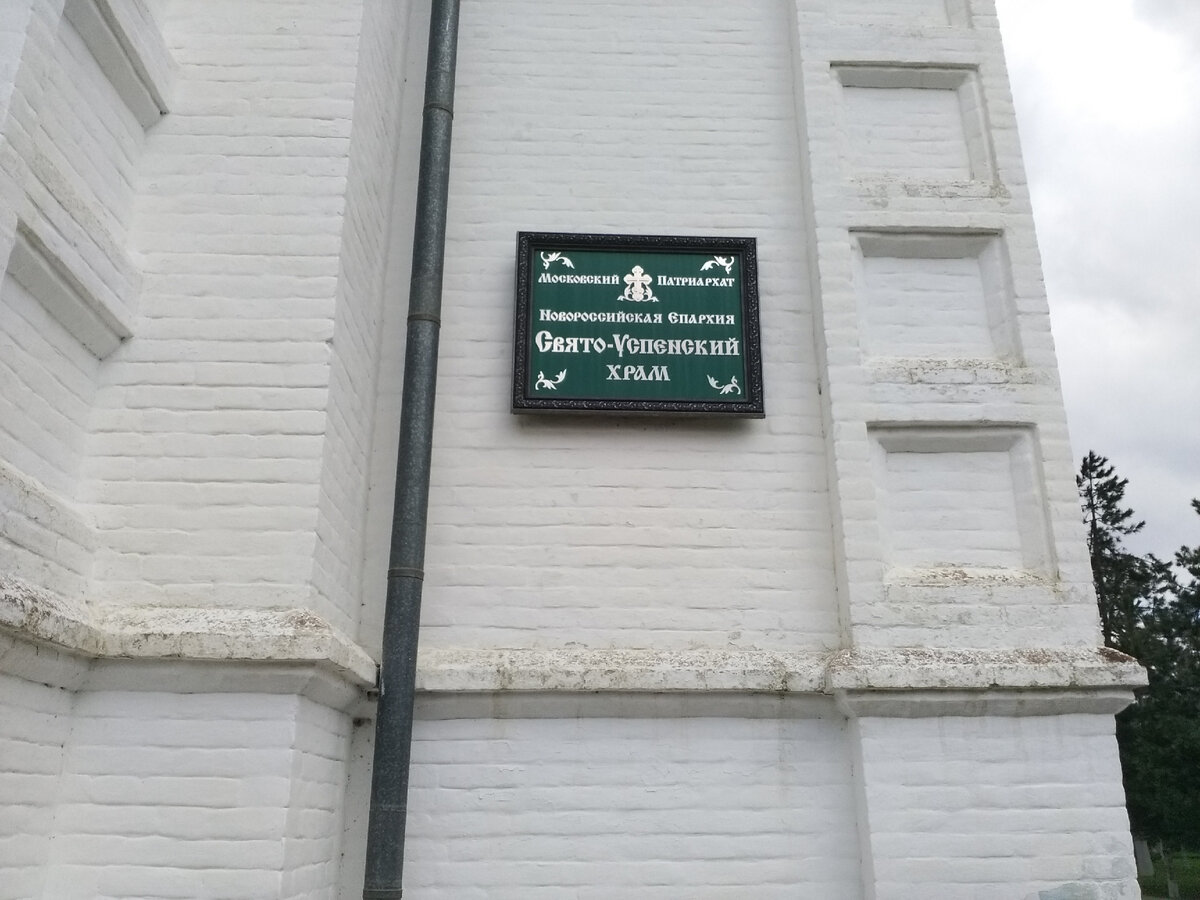 Московский Патриархат
Новороссийская Епархия
Свято-Успенский
храм